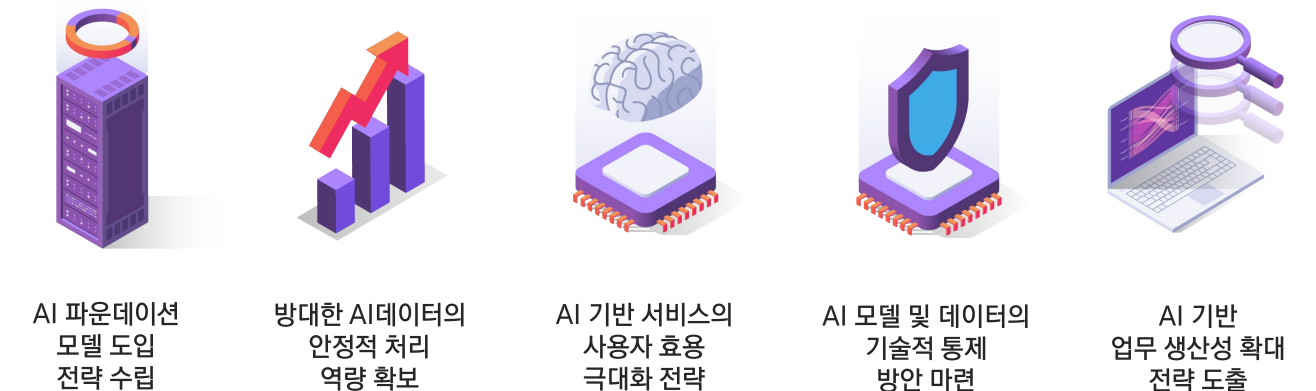 AI 파운데이션
모델 도입
전략 수립
방대한 AI데이터의
안정적 처리
역량 확보
AI 기반 서비스의
사용자 효용
극대화 전략
AI 모델 및 데이터의
기술적 통제
방안 마련
AI 기반
업무 생산성 확대
전략 도출